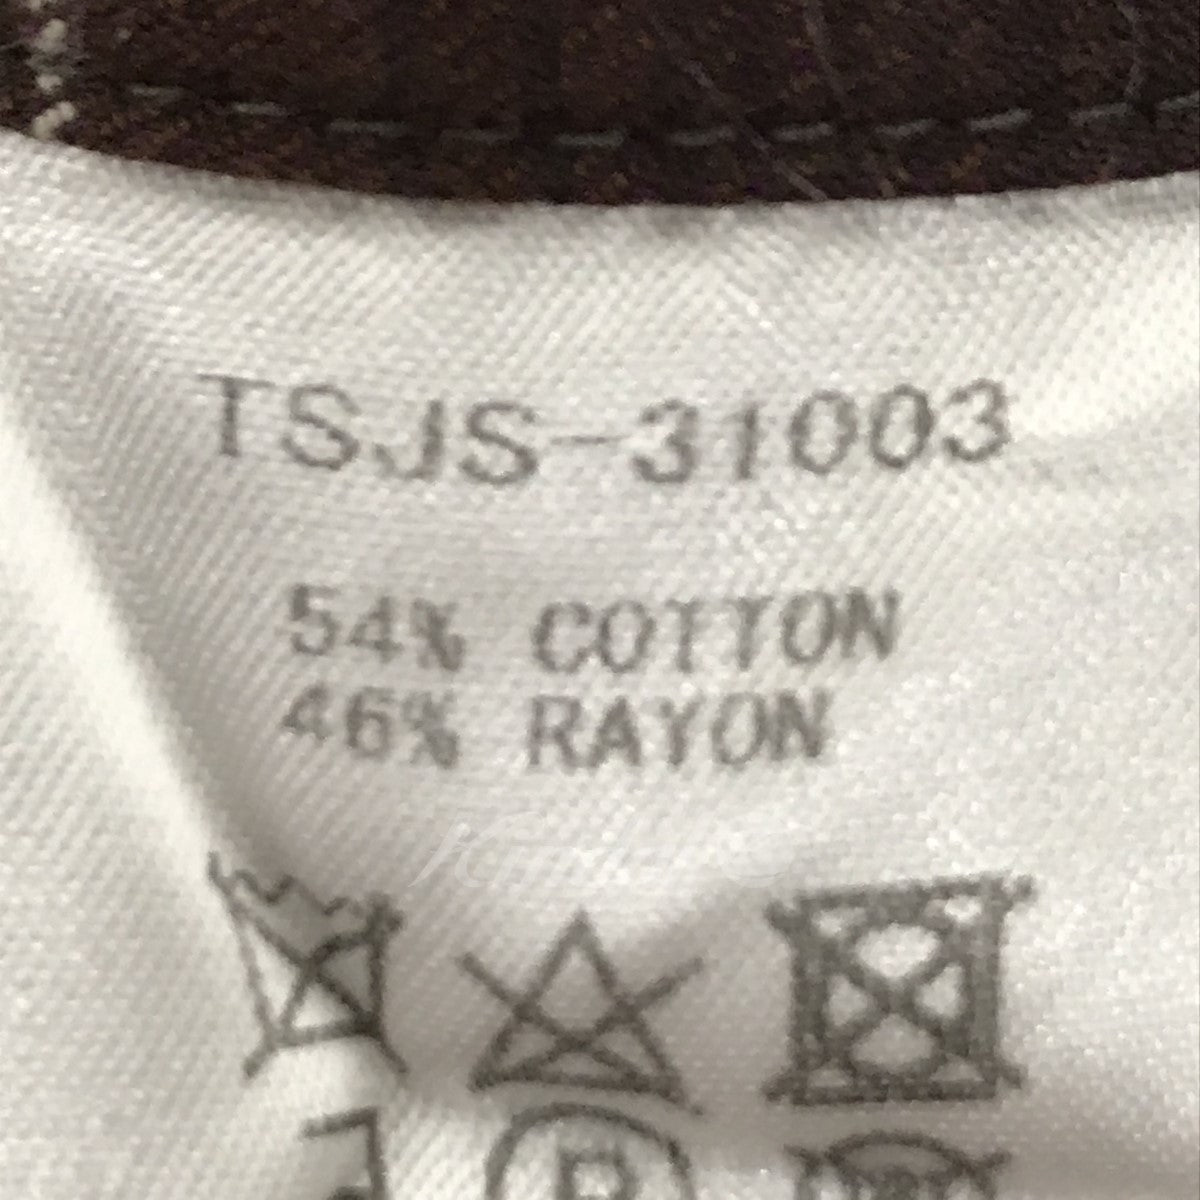 TSJS-31003
54% COTTON
46% RAYON
P